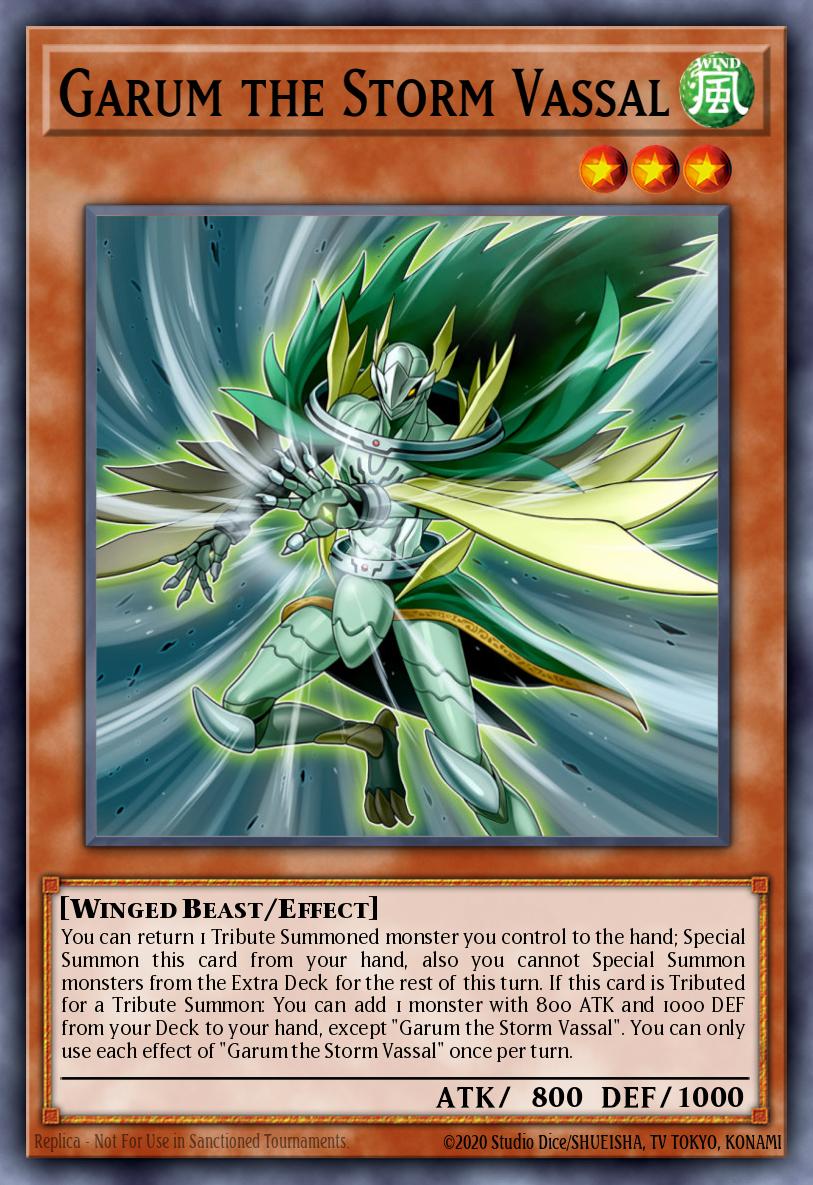 Garum the Storm Vassal
WIND
風
[Winged Beast/Effect]
You can return 1 Tribute Summoned monster you control to the hand; Special
Summon this card from your hand, also you cannot Special Summon
monsters from the Extra Deck for the rest of this turn. If this card is Tributed
for a Tribute Summon: You can add 1 monster with 800 ATK and 1000 DEF
from your Deck to your hand, except "Garum the Storm Vassal". You can only
use each effect of "Garum the Storm Vassal" once per turn.
ATK/ 800 DEF/1000
Replica - Not For Use in Sanctioned Tournaments.
©2020 Studio Dice/SHUEISHA, TV TOKYO, KONAMI